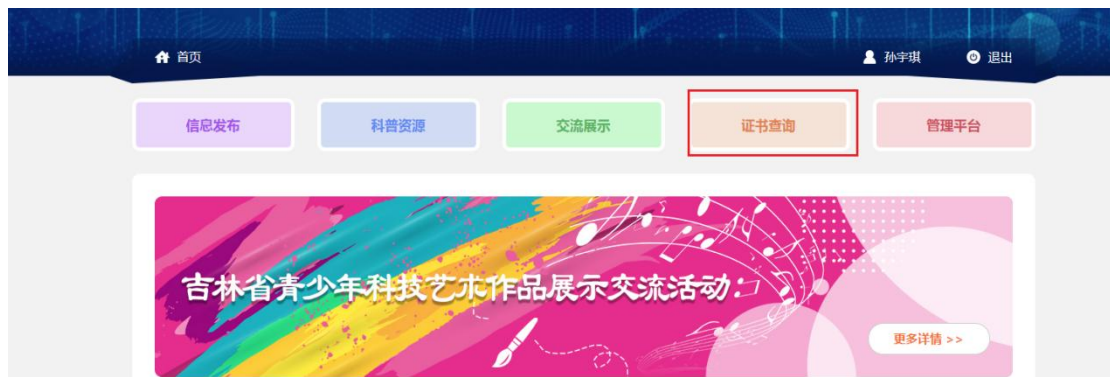 首页 孙宇琪 退出
信息发布 科普资源 交流展示 证书查询 管理平台
吉林省青少年科技艺术作品展示交流活动
更多详情 >>